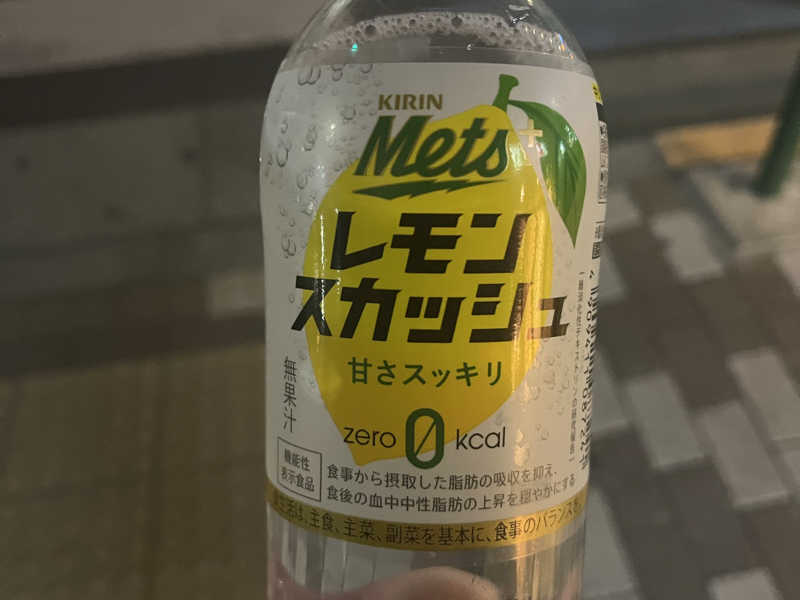 KIRIN
Mets+
レモン
スカッシュ
甘さスッキリ
無果汁
zero 0 kcal
機能性
表示食品
食事から摂取した脂肪の吸収を抑え、
食後の血中中性脂肪の上昇を穏やかにする
生活は、主食、主菜、副菜を基本に、食事のバランスを